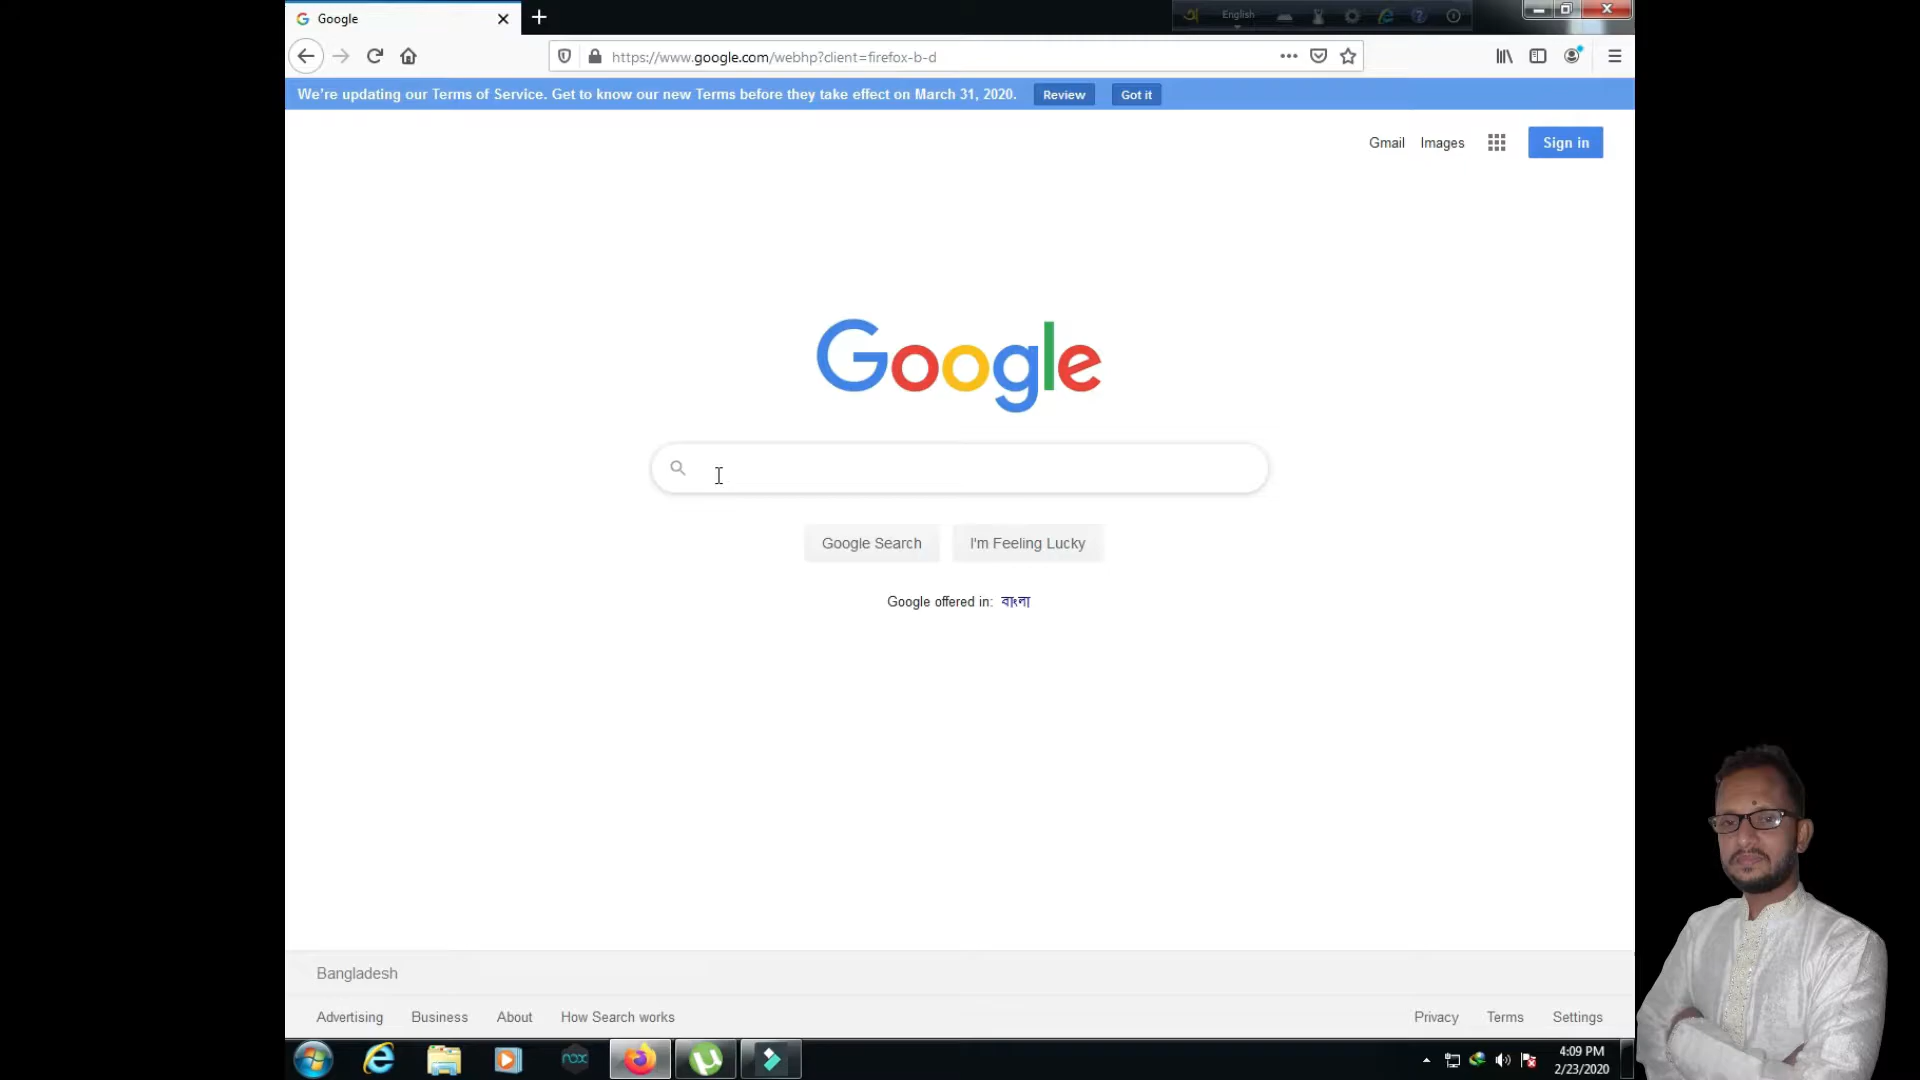 Google
English
https://www.google.com/webhp?client=firefox-b-d
We're updating our Terms of Service. Get to know our new Terms before they take effect on March 31, 2020.
Review
Got it
Gmail
Images
Sign in
Google
Google Search
I'm Feeling Lucky
Google offered in: বাংলা
Bangladesh
Advertising
Business
About
How Search works
Privacy
Terms
Settings
nox
4:09 PM
2/23/2020